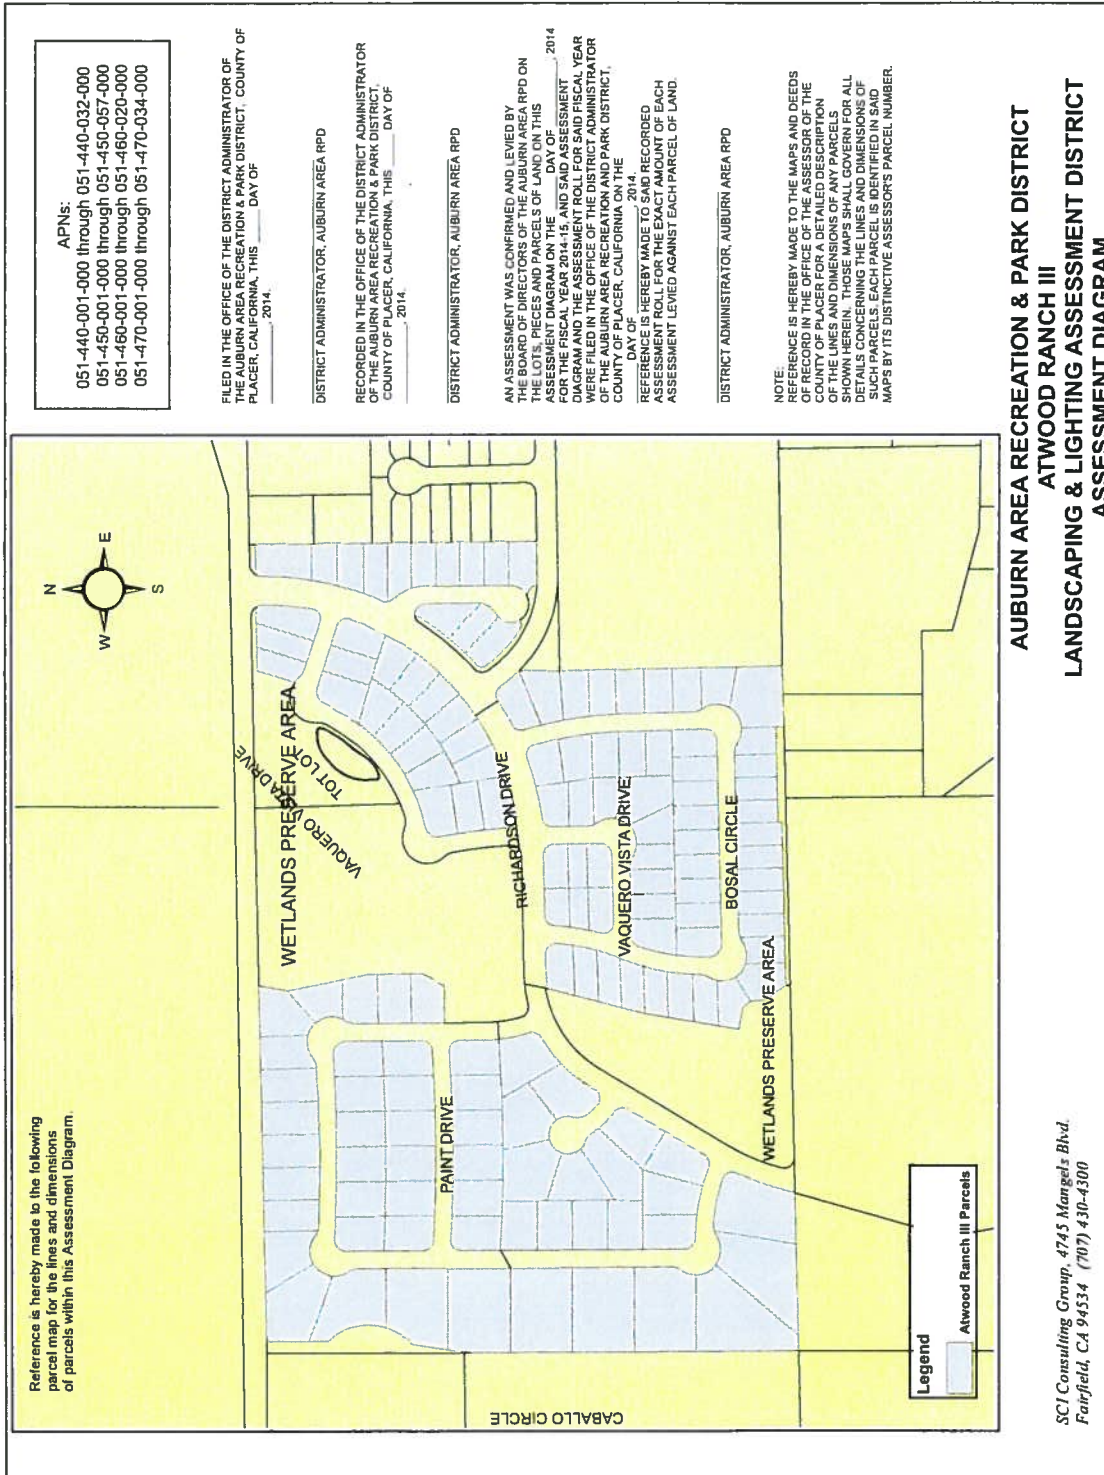 Reference is hereby made to the following
parcel map for the lines and dimensions
of parcels within this Assessment Diagram.
N
W
E
S
WETLANDS PRESERVE AREA
VAQUERO VISTA DRIVE
TOT LOT
RICHARDSON DRIVE
PAINT DRIVE
VAQUERO VISTA DRIVE
BOSAL CIRCLE
WETLANDS PRESERVE AREA
CABALLO CIRCLE
Legend
Atwood Ranch III Parcels
APNs:
051-440-001-000 through 051-440-032-000
051-450-001-000 through 051-450-057-000
051-460-001-000 through 051-460-020-000
051-470-001-000 through 051-470-034-000
FILED IN THE OFFICE OF THE DISTRICT ADMINISTRATOR OF
THE AUBURN AREA RECREATION & PARK DISTRICT, COUNTY OF
PLACER, CALIFORNIA, THIS ____ DAY OF
________, 2014.
DISTRICT ADMINISTRATOR, AUBURN AREA RPD
RECORDED IN THE OFFICE OF THE DISTRICT ADMINISTRATOR
OF THE AUBURN AREA RECREATION & PARK DISTRICT,
COUNTY OF PLACER, CALIFORNIA, THIS ____ DAY OF
________, 2014.
DISTRICT ADMINISTRATOR, AUBURN AREA RPD
AN ASSESSMENT WAS CONFIRMED AND LEVIED BY
THE BOARD OF DIRECTORS OF THE AUBURN AREA RPD ON
THE LOTS, PIECES AND PARCELS OF LAND ON THIS
ASSESSMENT DIAGRAM ON THE ____ DAY OF ________, 2014
FOR THE FISCAL YEAR 2014-15, AND SAID ASSESSMENT
DIAGRAM AND THE ASSESSMENT ROLL FOR SAID FISCAL YEAR
WERE FILED IN THE OFFICE OF THE DISTRICT ADMINISTRATOR
OF THE AUBURN AREA RECREATION AND PARK DISTRICT,
COUNTY OF PLACER, CALIFORNIA ON THE
____ DAY OF ________, 2014.
REFERENCE IS HEREBY MADE TO SAID RECORDED
ASSESSMENT ROLL FOR THE EXACT AMOUNT OF EACH
ASSESSMENT LEVIED AGAINST EACH PARCEL OF LAND.
DISTRICT ADMINISTRATOR, AUBURN AREA RPD
NOTE:
REFERENCE IS HEREBY MADE TO THE MAPS AND DEEDS
OF RECORD IN THE OFFICE OF THE ASSESSOR OF THE
COUNTY OF PLACER FOR A DETAILED DESCRIPTION
OF THE LINES AND DIMENSIONS OF ANY PARCELS
SHOWN HEREIN. THOSE MAPS SHALL GOVERN FOR ALL
DETAILS CONCERNING THE LINES AND DIMENSIONS OF
SUCH PARCELS. EACH PARCEL IS IDENTIFIED IN SAID
MAPS BY ITS DISTINCTIVE ASSESSOR'S PARCEL NUMBER.
SCI Consulting Group, 4745 Mangels Blvd.
Fairfield, CA 94534 (707) 430-4300
AUBURN AREA RECREATION & PARK DISTRICT
ATWOOD RANCH III
LANDSCAPING & LIGHTING ASSESSMENT DISTRICT
ASSESSMENT DIAGRAM